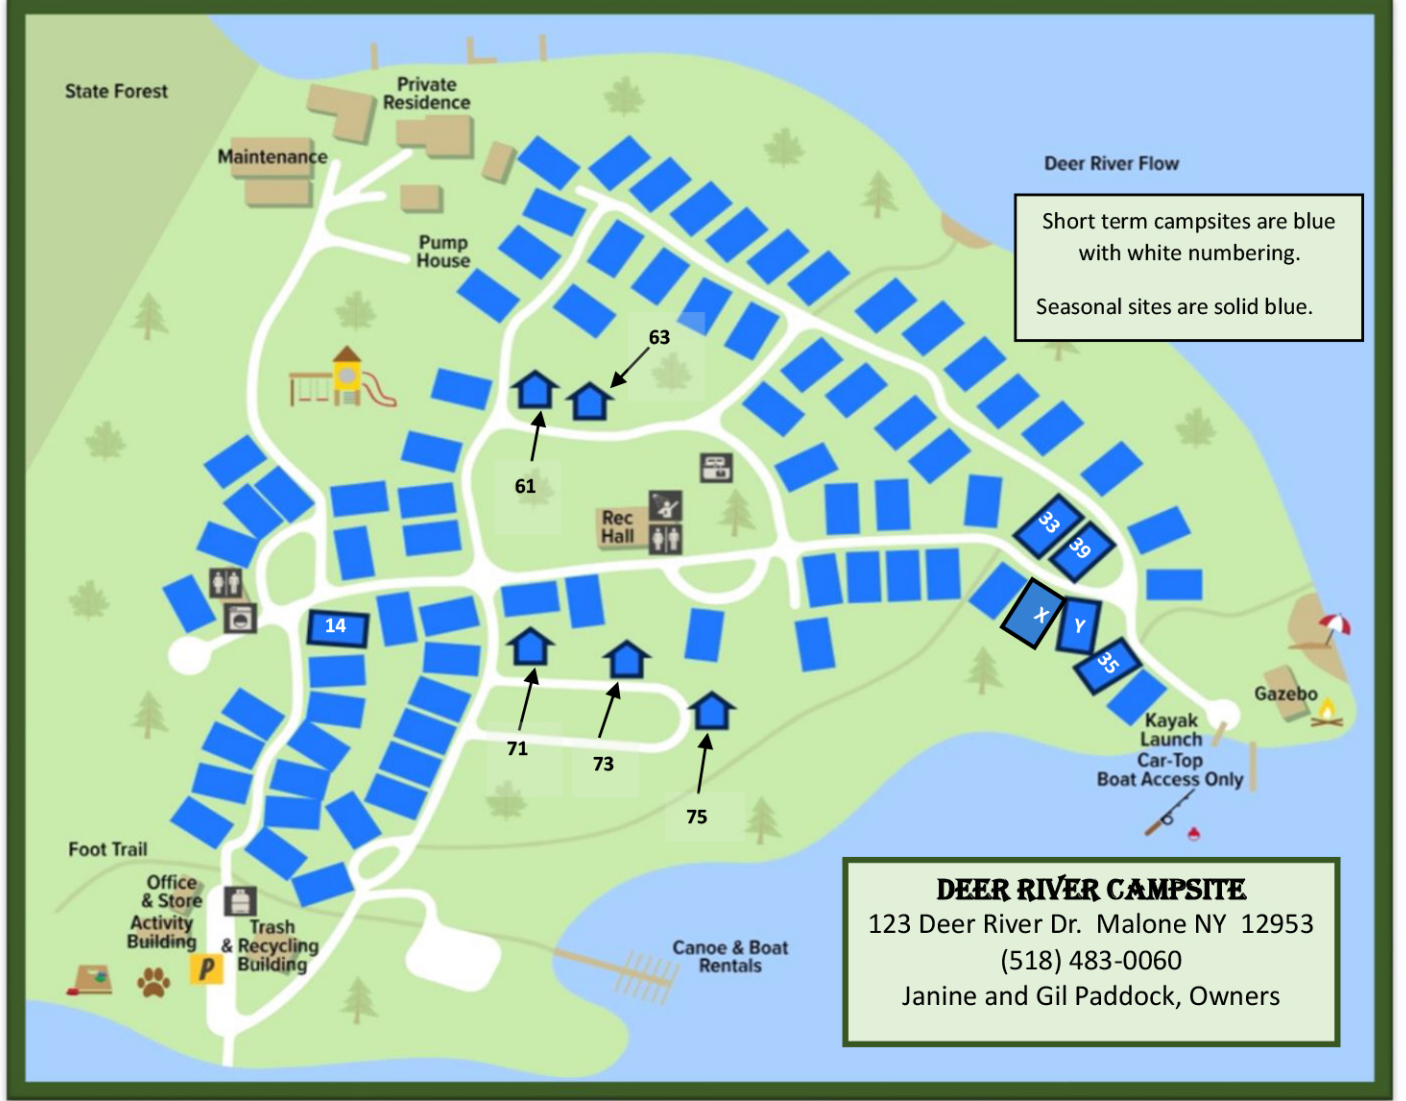 State Forest
Private
Residence
Maintenance
Pump
House
Deer River Flow
Short term campsites are blue
with white numbering.
Seasonal sites are solid blue.
63
61
Rec
Hall
33
39
14
X
Y
35
71
73
75
Gazebo
Kayak
Launch
Car-Top
Boat Access Only
Foot Trail
Office
& Store
Activity
Building
Trash
& Recycling
Building
P
Canoe & Boat
Rentals
DEER RIVER CAMPSITE
123 Deer River Dr. Malone NY 12953
(518) 483-0060
Janine and Gil Paddock, Owners